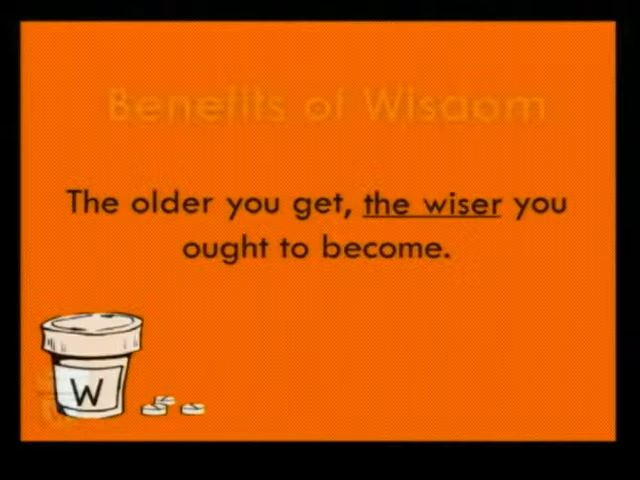 Benefits of Wisdom
The older you get, the wiser you
ought to become.
W